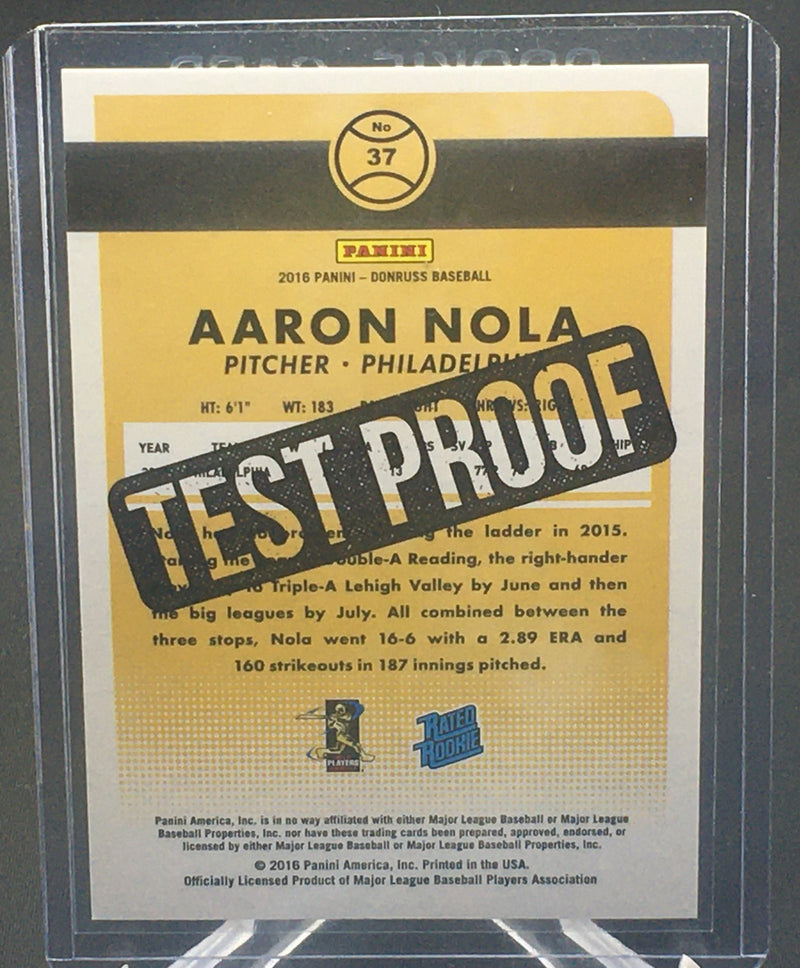 No
37
PANINI
2016 PANINI – DONRUSS BASEBALL
AARON NOLA
PITCHER · PHILADELPHI
HT: 6'1" WT: 183
YEAR
TEST PROOF
the ladder in 2015.
the Double-A Reading, the right-hander
to Triple-A Lehigh Valley by June and then
the big leagues by July. All combined between the
three stops, Nola went 16-6 with a 2.89 ERA and
160 strikeouts in 187 innings pitched.
PLAYERS
RATED
ROOKIE
Panini America, Inc. is in no way affiliated with either Major League Baseball or Major League
Baseball Properties, Inc. nor have these trading cards been prepared, approved, endorsed, or
licensed by either Major League Baseball or Major League Baseball Properties, Inc.
© 2016 Panini America, Inc. Printed in the USA.
Officially Licensed Product of Major League Baseball Players Association